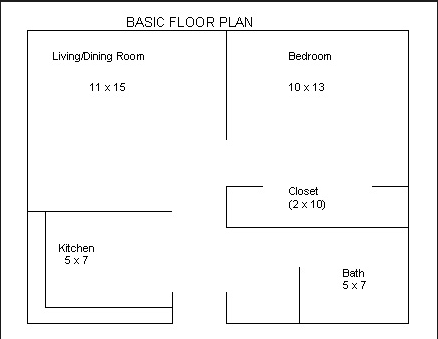 BASIC FLOOR PLAN
Living/Dining Room
11 x 15
Bedroom
10 x 13
Closet
(2 x 10)
Kitchen
5 x 7
Bath
5 x 7